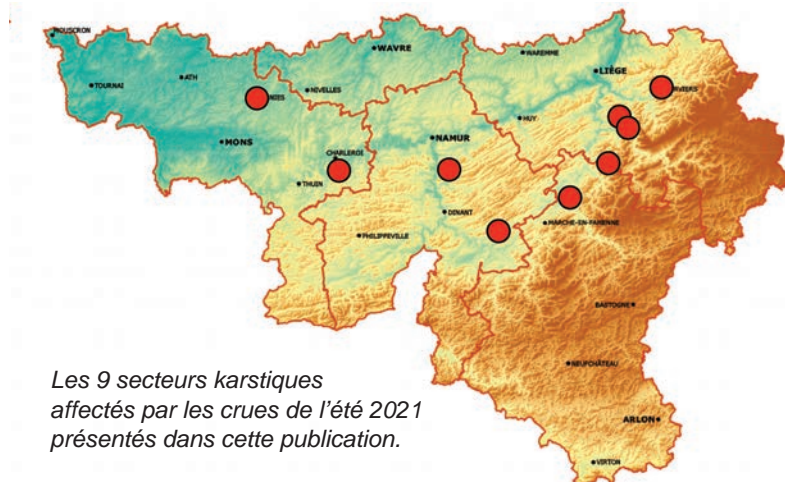 MOUSCRON
WAVRE
WAREMME
LIÈGE
ATH
TOURNAI
NIVELLES
HUY
NAMUR
MONS
CHARLEROI
THUIN
DINANT
MARCHE-EN-FAMENNE
PHILIPPEVILLE
BASTOGNE
NEUFCHÂTEAU
ARLON
VIRTON
Les 9 secteurs karstiques
affectés par les crues de l'été 2021
présentés dans cette publication.